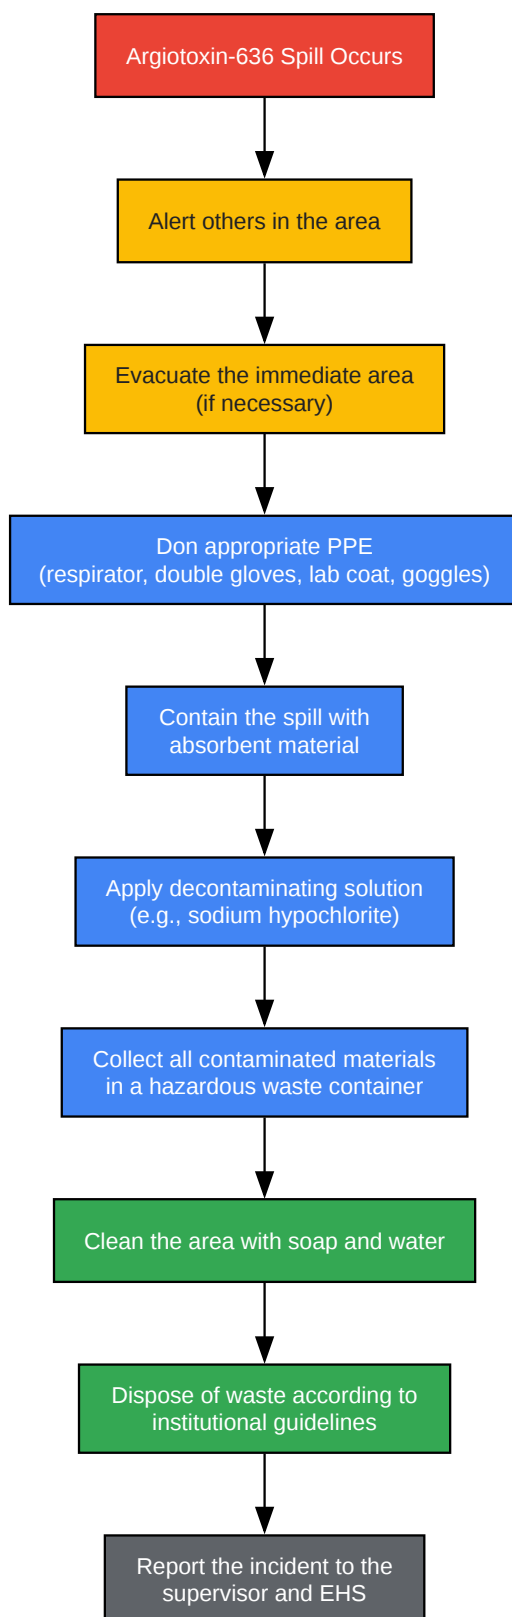 Argiotoxin-636 Spill Occurs
Alert others in the area
Evacuate the immediate area
(if necessary)
Don appropriate PPE
(respirator, double gloves, lab coat, goggles)
Contain the spill with
absorbent material
Apply decontaminating solution
(e.g., sodium hypochlorite)
Collect all contaminated materials
in a hazardous waste container
Clean the area with soap and water
Dispose of waste according to
institutional guidelines
Report the incident to the
supervisor and EHS